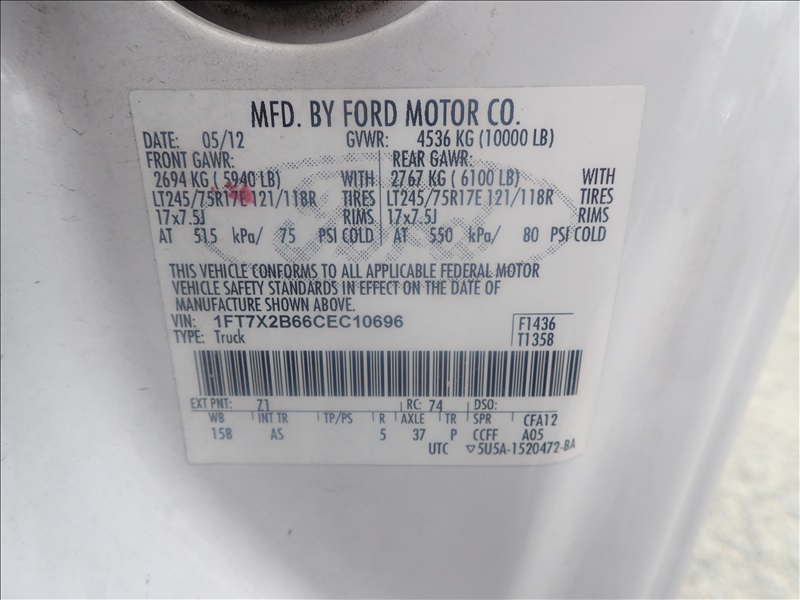 MFD. BY FORD MOTOR CO.
DATE: 05/12 GVWR: 4536 KG (10000 LB)
FRONT GAWR: REAR GAWR:
2694 KG ( 5940 LB) WITH 2767 KG ( 6100 LB) WITH
LT245/75R17E 121/118R TIRES LT245/75R17E 121/118R TIRES
17x7.5J RIMS 17x7.5J RIMS
AT 515 kPa/ 75 PSI COLD AT 550 kPa/ 80 PSI COLD
THIS VEHICLE CONFORMS TO ALL APPLICABLE FEDERAL MOTOR
VEHICLE SAFETY STANDARDS IN EFFECT ON THE DATE OF
MANUFACTURE SHOWN ABOVE.
VIN: 1FT7X2B66CEC10696 F1436
TYPE: Truck T1358
EXT PNT: Z1 RC: 74 DSO:
WB INT TR TP/PS R AXLE TR SPR CFA12
158 AS 5 37 P CCFF A05
UTC ▽5U5A-1520472-BA
Ford